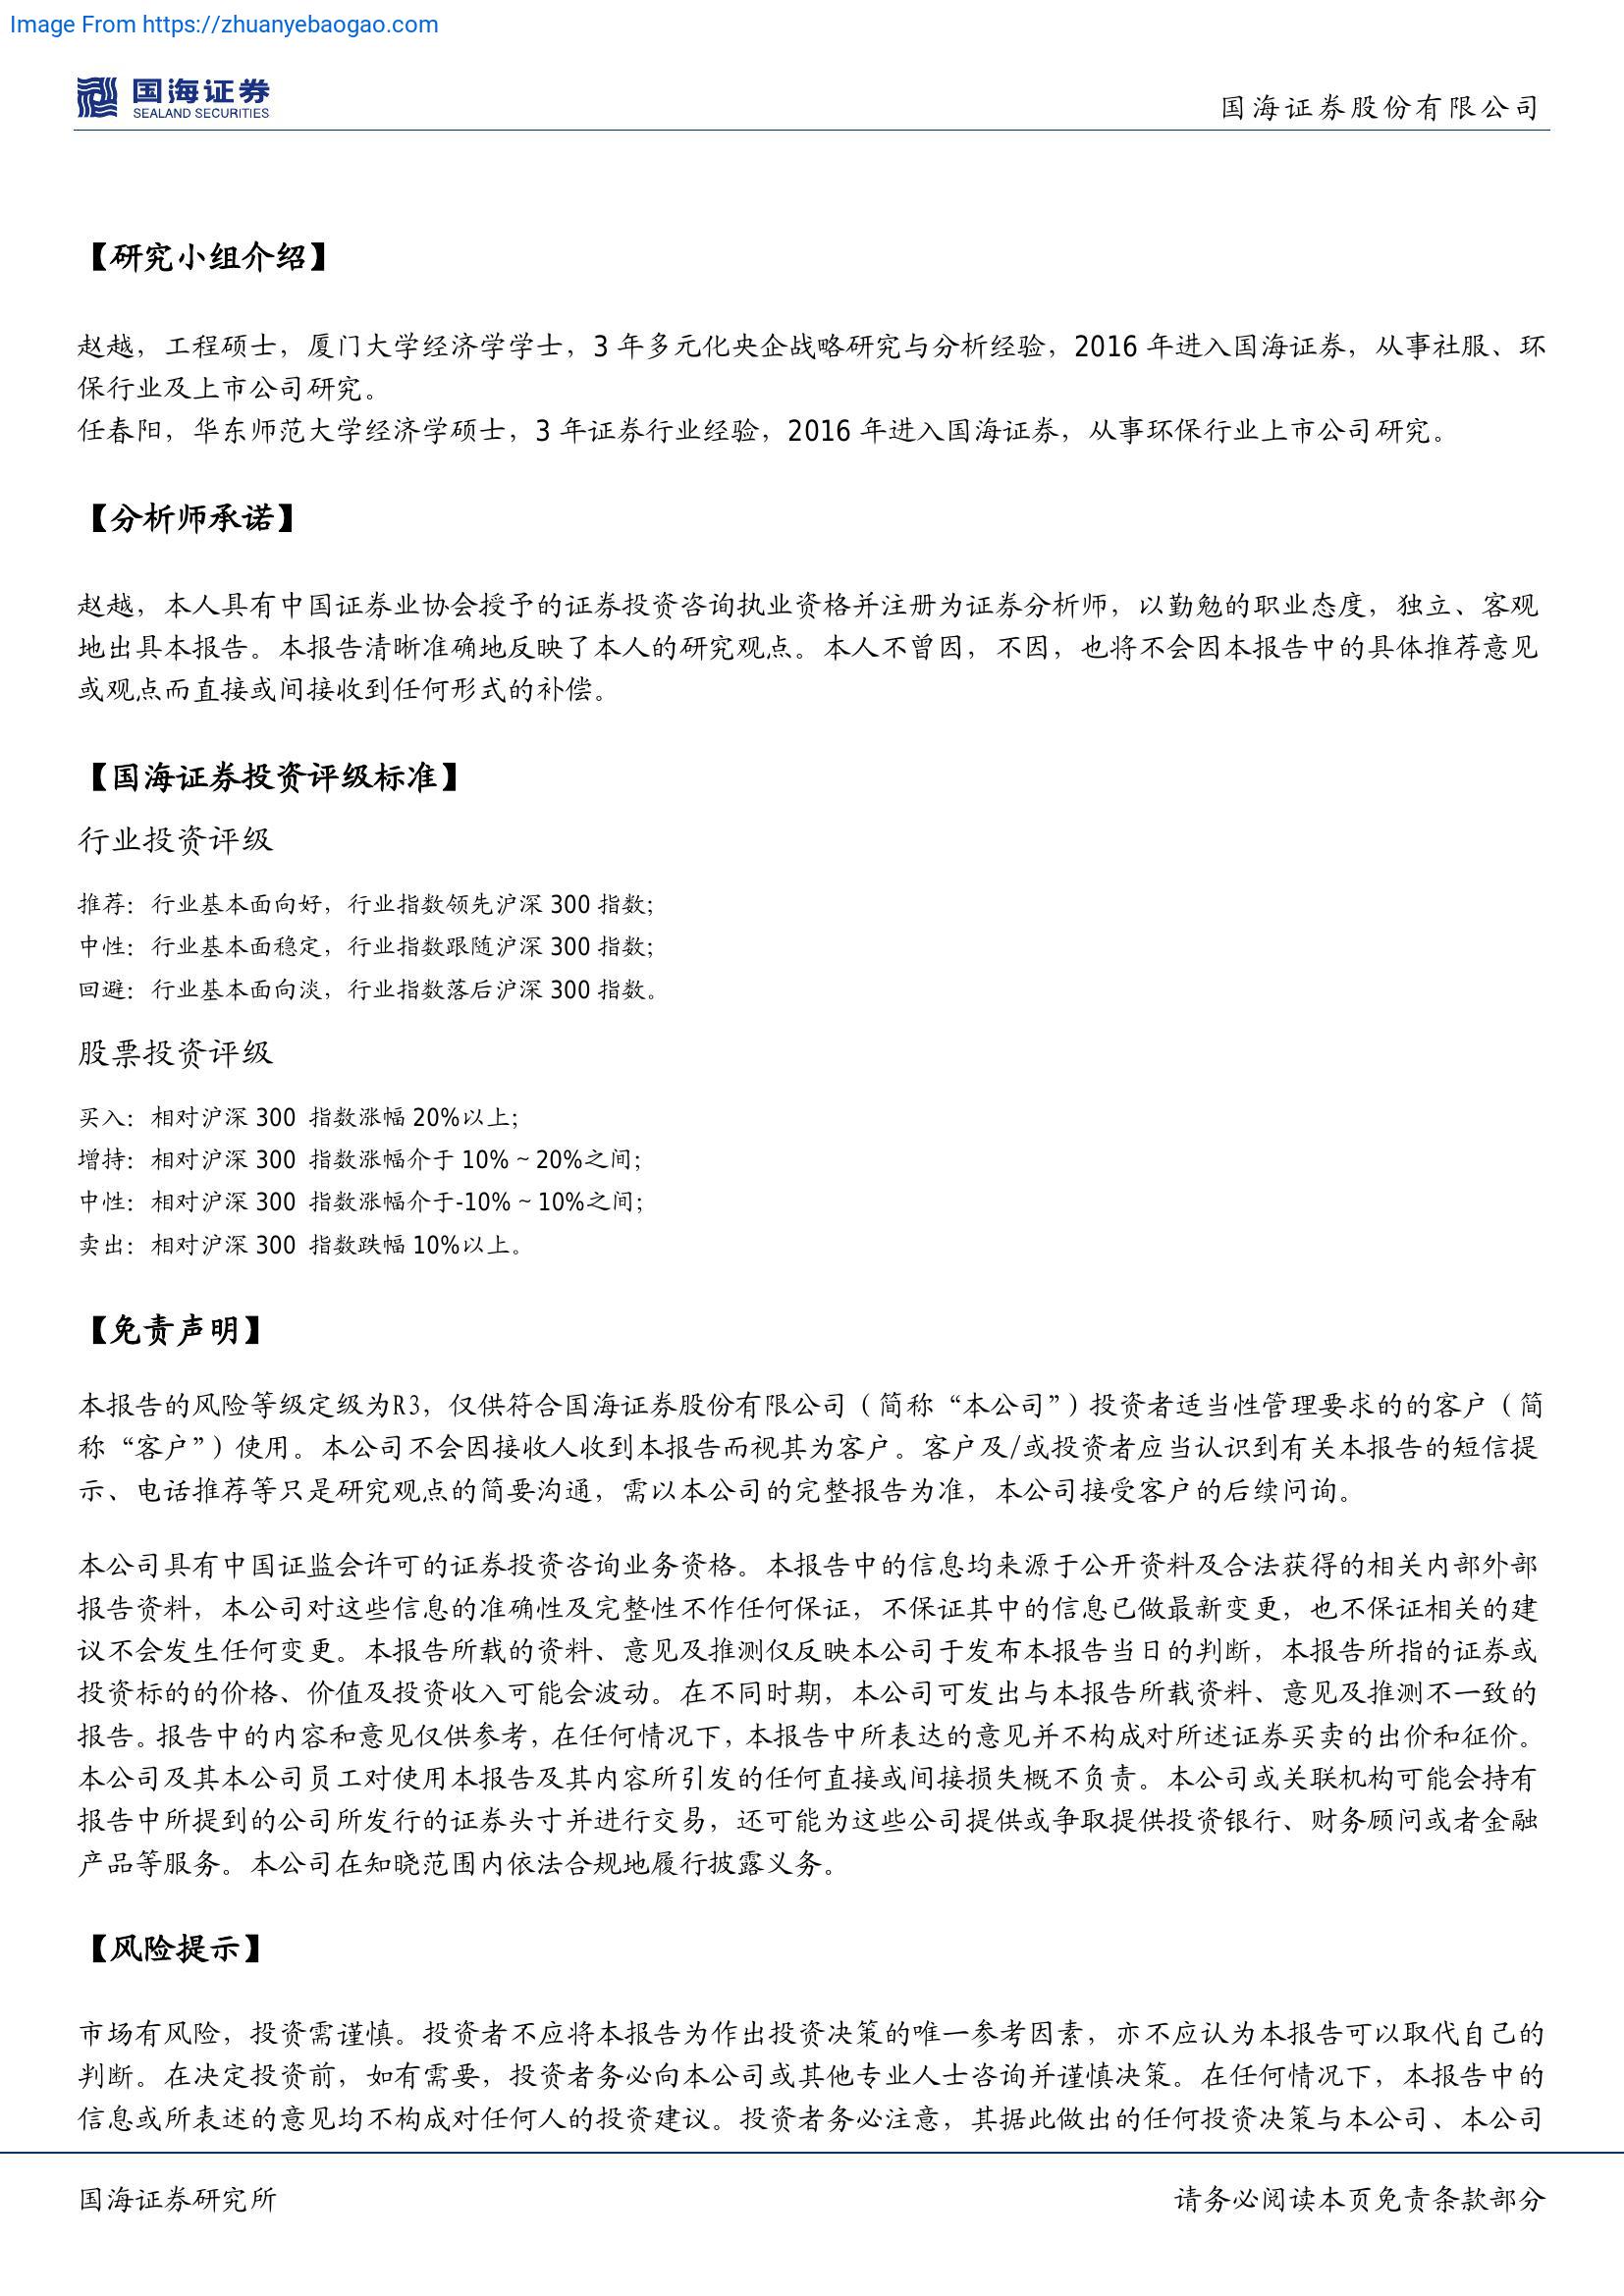 Image From https://zhuanyebaogao.com
国海证券
SEALAND SECURITIES
国海证券股份有限公司
【研究小组介绍】
赵越，工程硕士，厦门大学经济学学士，3 年多元化央企战略研究与分析经验，2016 年进入国海证券，从事社服、环
保行业及上市公司研究。
任春阳，华东师范大学经济学硕士，3 年证券行业经验，2016 年进入国海证券，从事环保行业上市公司研究。
【分析师承诺】
赵越，本人具有中国证券业协会授予的证券投资咨询执业资格并注册为证券分析师，以勤勉的职业态度，独立、客观
地出具本报告。本报告清晰准确地反映了本人的研究观点。本人不曾因，不因，也将不会因本报告中的具体推荐意见
或观点而直接或间接收到任何形式的补偿。
【国海证券投资评级标准】
行业投资评级
推荐：行业基本面向好，行业指数领先沪深 300 指数；
中性：行业基本面稳定，行业指数跟随沪深 300 指数；
回避：行业基本面向淡，行业指数落后沪深 300 指数。
股票投资评级
买入：相对沪深 300 指数涨幅 20%以上；
增持：相对沪深 300 指数涨幅介于 10%～20%之间；
中性：相对沪深 300 指数涨幅介于-10%～10%之间；
卖出：相对沪深 300 指数跌幅 10%以上。
【免责声明】
本报告的风险等级定级为R3，仅供符合国海证券股份有限公司（简称“本公司”）投资者适当性管理要求的的客户（简
称“客户”）使用。本公司不会因接收人收到本报告而视其为客户。客户及/或投资者应当认识到有关本报告的短信提
示、电话推荐等只是研究观点的简要沟通，需以本公司的完整报告为准，本公司接受客户的后续问询。
本公司具有中国证监会许可的证券投资咨询业务资格。本报告中的信息均来源于公开资料及合法获得的相关内部外部
报告资料，本公司对这些信息的准确性及完整性不作任何保证，不保证其中的信息已做最新变更，也不保证相关的建
议不会发生任何变更。本报告所载的资料、意见及推测仅反映本公司于发布本报告当日的判断，本报告所指的证券或
投资标的的价格、价值及投资收入可能会波动。在不同时期，本公司可发出与本报告所载资料、意见及推测不一致的
报告。报告中的内容和意见仅供参考，在任何情况下，本报告中所表达的意见并不构成对所述证券买卖的出价和征价。
本公司及其本公司员工对使用本报告及其内容所引发的任何直接或间接损失概不负责。本公司或关联机构可能会持有
报告中所提到的公司所发行的证券头寸并进行交易，还可能为这些公司提供或争取提供投资银行、财务顾问或者金融
产品等服务。本公司在知晓范围内依法合规地履行披露义务。
【风险提示】
市场有风险，投资需谨慎。投资者不应将本报告为作出投资决策的唯一参考因素，亦不应认为本报告可以取代自己的
判断。在决定投资前，如有需要，投资者务必向本公司或其他专业人士咨询并谨慎决策。在任何情况下，本报告中的
信息或所表述的意见均不构成对任何人的投资建议。投资者务必注意，其据此做出的任何投资决策与本公司、本公司
国海证券研究所
请务必阅读本页免责条款部分